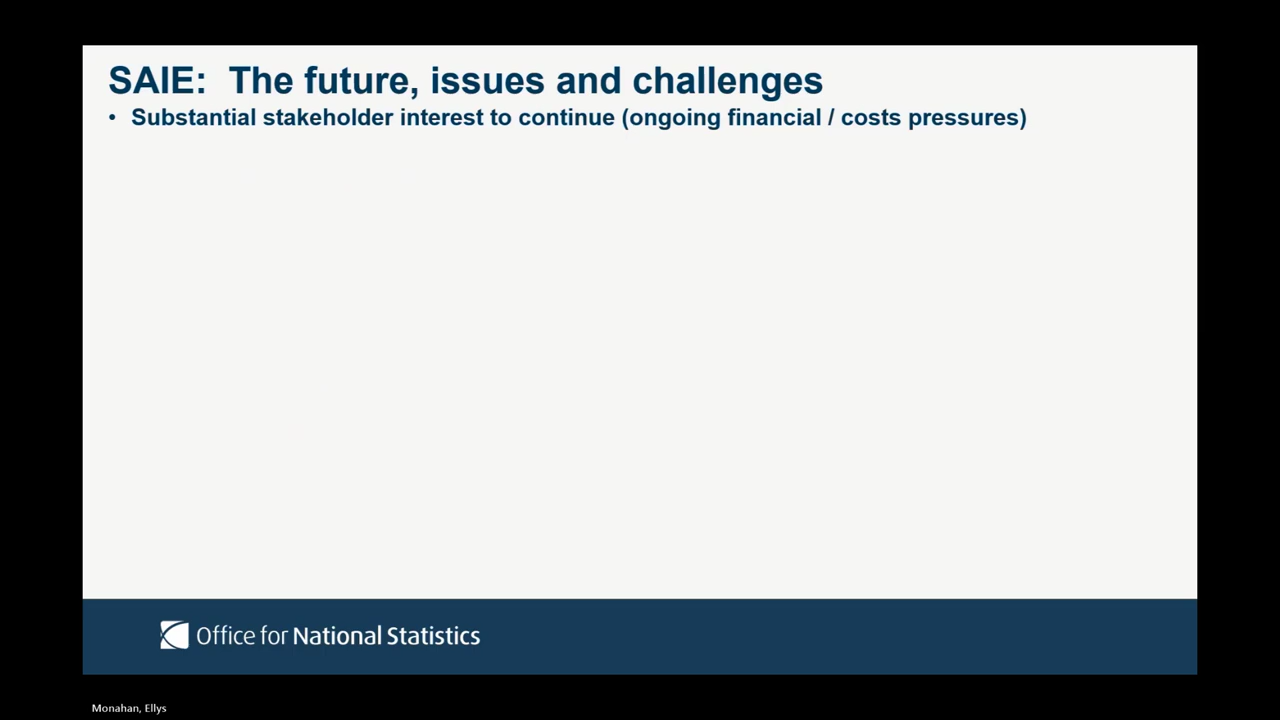 SAIE: The future, issues and challenges
• Substantial stakeholder interest to continue (ongoing financial / costs pressures)
Office for National Statistics
Monahan, Ellys